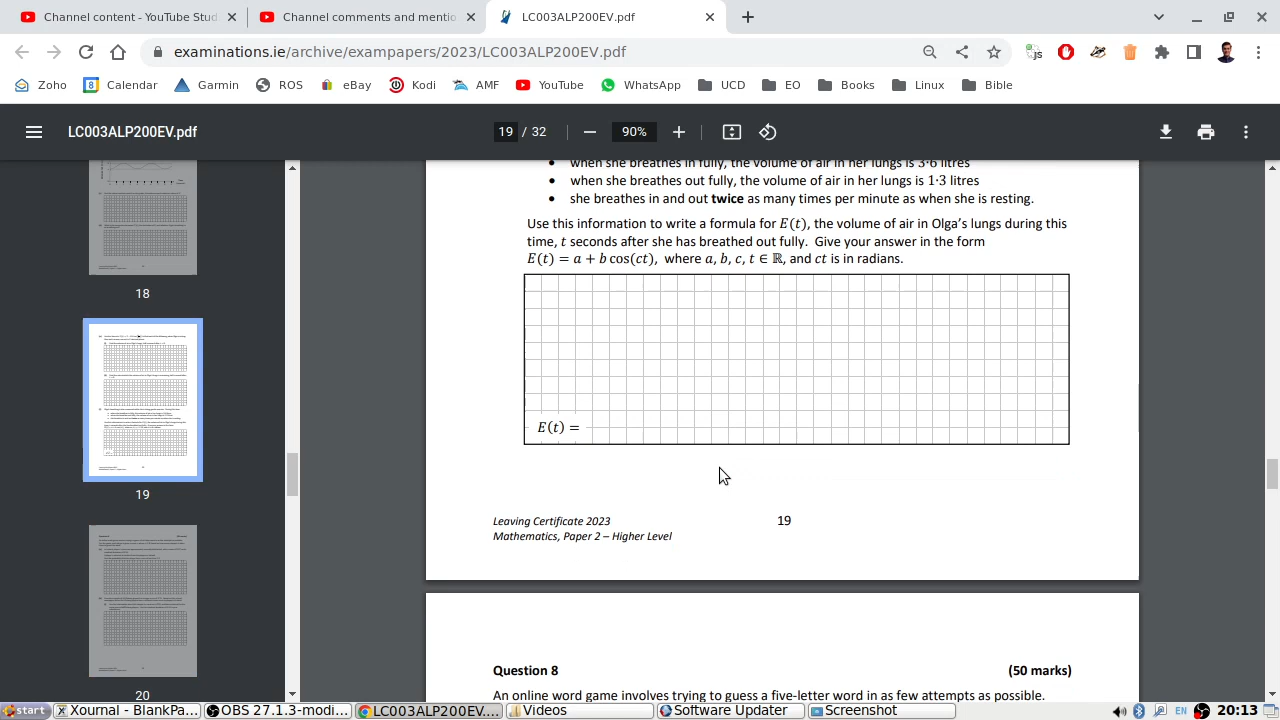 Channel content - YouTube Stud
Channel comments and mentio
LC003ALP200EV.pdf
examinations.ie/archive/exampapers/2023/LC003ALP200EV.pdf
Zoho
Calendar
Garmin
ROS
eBay
Kodi
AMF
YouTube
WhatsApp
UCD
EO
Books
Linux
Bible
LC003ALP200EV.pdf
19 / 32
90%
18
19
20
• when she breathes in fully, the volume of air in her lungs is 3·6 litres
• when she breathes out fully, the volume of air in her lungs is 1·3 litres
• she breathes in and out twice as many times per minute as when she is resting.
Use this information to write a formula for E(t), the volume of air in Olga's lungs during this
time, t seconds after she has breathed out fully. Give your answer in the form
E(t) = a + b cos(ct), where a, b, c, t ∈ ℝ, and ct is in radians.
E(t) =
Leaving Certificate 2023
19
Mathematics, Paper 2 – Higher Level
Question 8
(50 marks)
An online word game involves trying to guess a five-letter word in as few attempts as possible.
start
Xournal - BlankPa...
OBS 27.1.3-modi...
LC003ALP200EV....
Videos
Software Updater
Screenshot
EN
20:13